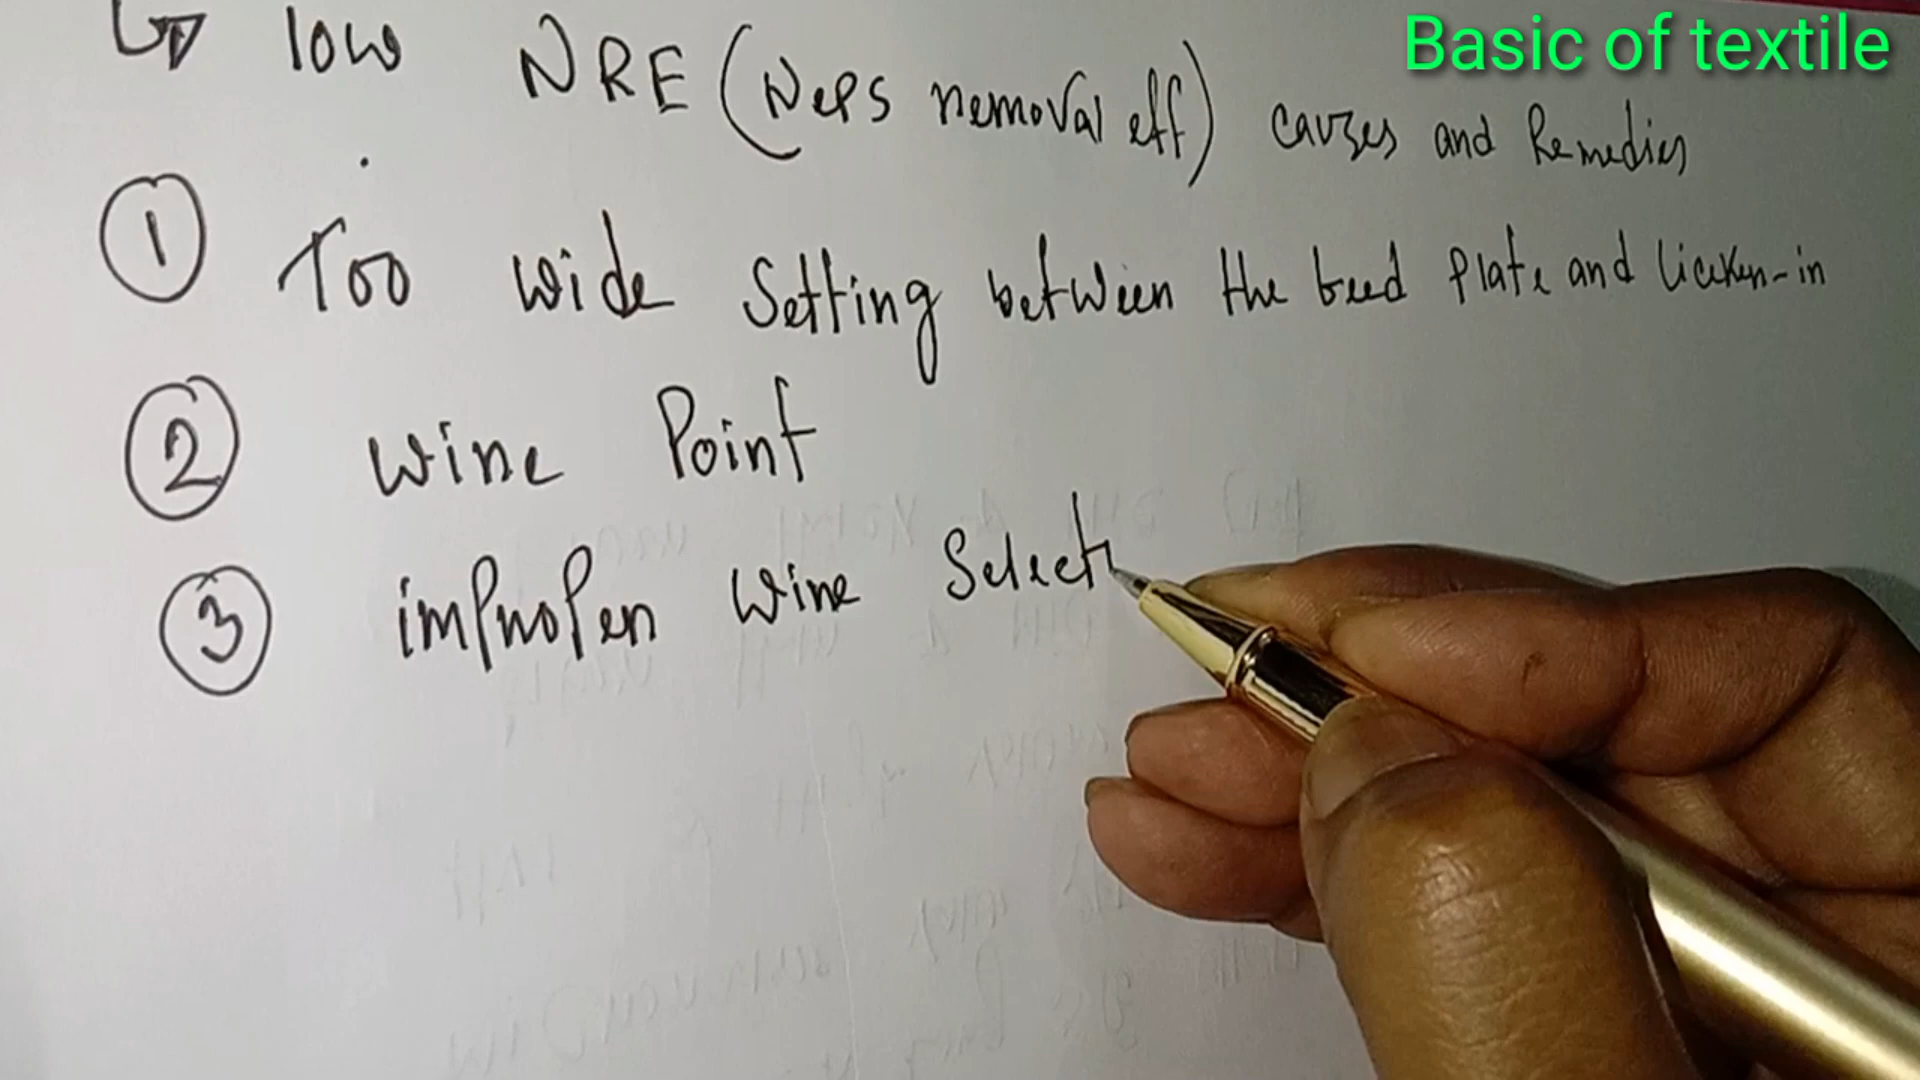 Basic of textile
↳ low NRE (Neps removal eff) causes and Remedies
① Too wide Setting between the feed Plate and licker-in
② wire Point
③ improper wire Selecti